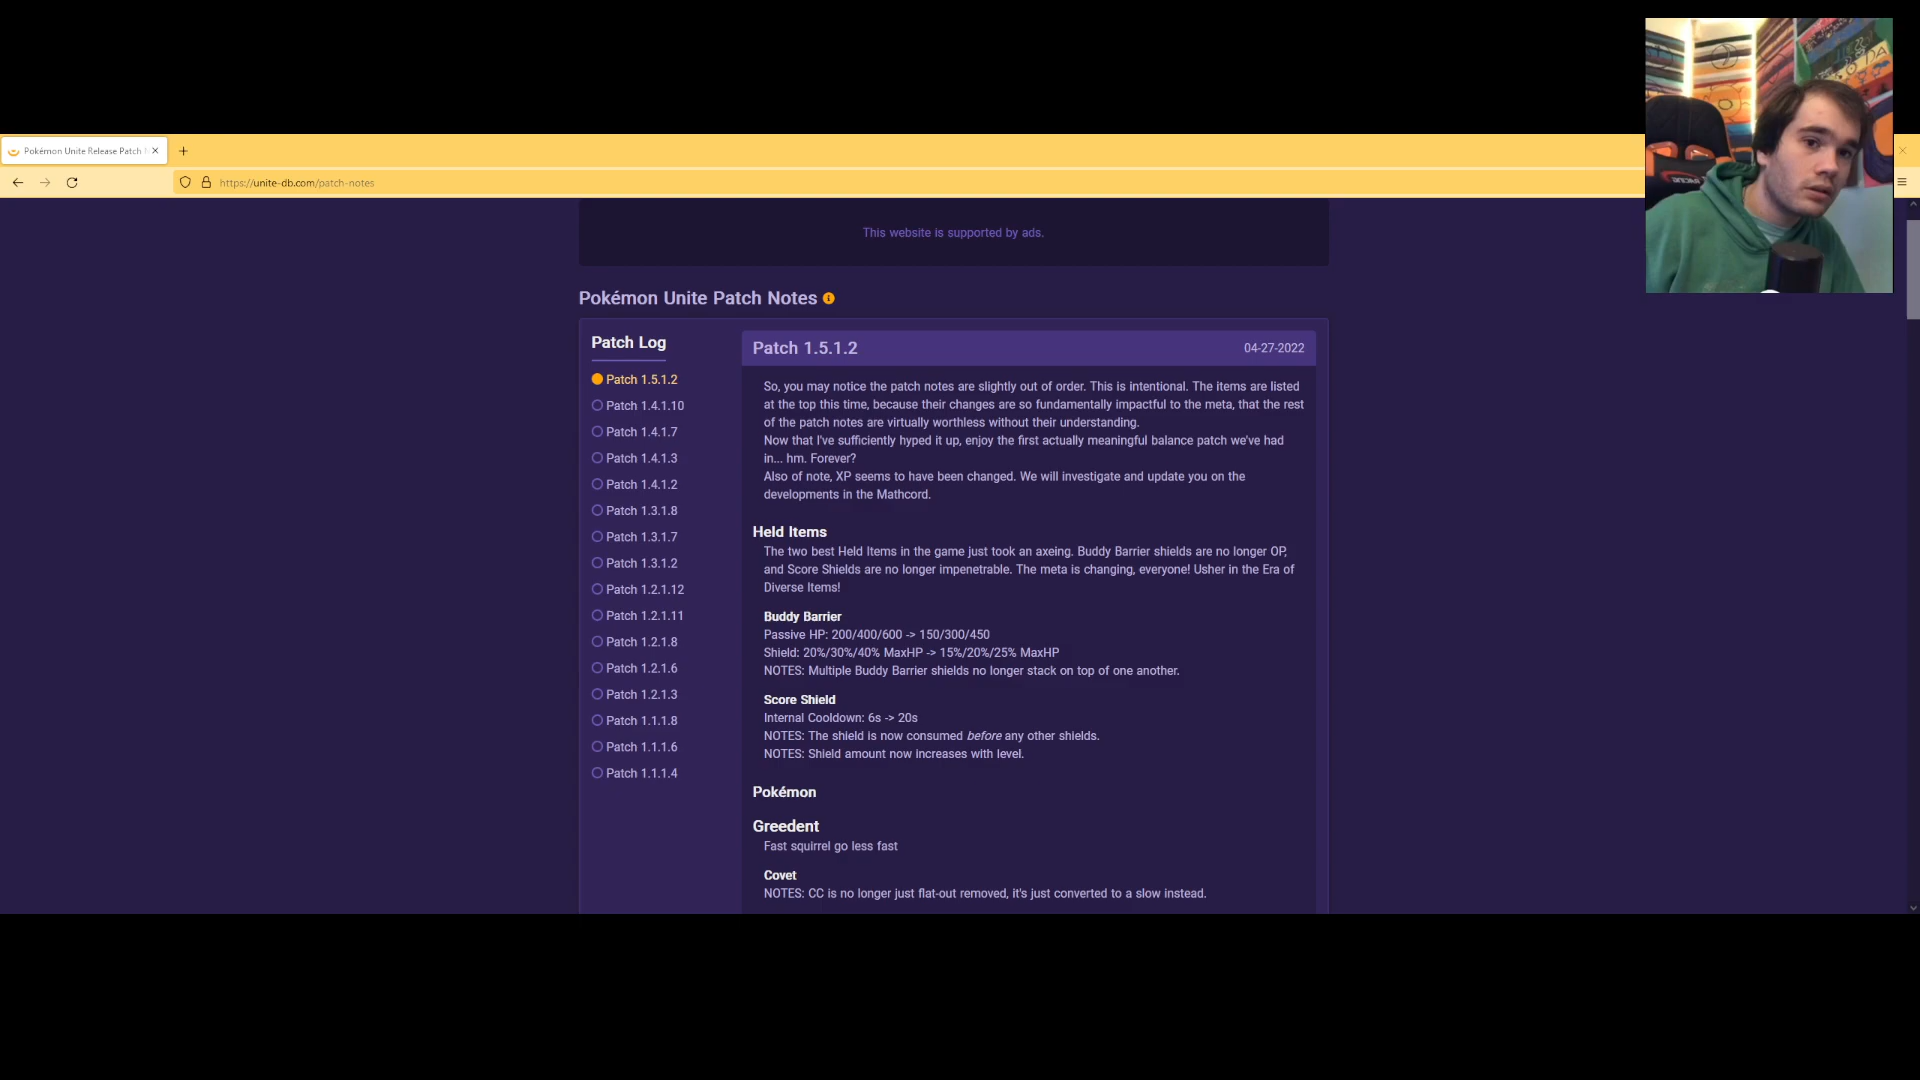 Pokémon Unite Release Patch
https://unite-db.com/patch-notes
This website is supported by ads.
Pokémon Unite Patch Notes
Patch Log
Patch 1.5.1.2
Patch 1.4.1.10
Patch 1.4.1.7
Patch 1.4.1.3
Patch 1.4.1.2
Patch 1.3.1.8
Patch 1.3.1.7
Patch 1.3.1.2
Patch 1.2.1.12
Patch 1.2.1.11
Patch 1.2.1.8
Patch 1.2.1.6
Patch 1.2.1.3
Patch 1.1.1.8
Patch 1.1.1.6
Patch 1.1.1.4
Patch 1.5.1.2 04-27-2022
So, you may notice the patch notes are slightly out of order. This is intentional. The items are listed
at the top this time, because their changes are so fundamentally impactful to the meta, that the rest
of the patch notes are virtually worthless without their understanding.
Now that I've sufficiently hyped it up, enjoy the first actually meaningful balance patch we've had
in... hm. Forever?
Also of note, XP seems to have been changed. We will investigate and update you on the
developments in the Mathcord.
Held Items
The two best Held Items in the game just took an axeing. Buddy Barrier shields are no longer OP,
and Score Shields are no longer impenetrable. The meta is changing, everyone! Usher in the Era of
Diverse Items!
Buddy Barrier
Passive HP: 200/400/600 -> 150/300/450
Shield: 20%/30%/40% MaxHP -> 15%/20%/25% MaxHP
NOTES: Multiple Buddy Barrier shields no longer stack on top of one another.
Score Shield
Internal Cooldown: 6s -> 20s
NOTES: The shield is now consumed before any other shields.
NOTES: Shield amount now increases with level.
Pokémon
Greedent
Fast squirrel go less fast
Covet
NOTES: CC is no longer just flat-out removed, it's just converted to a slow instead.